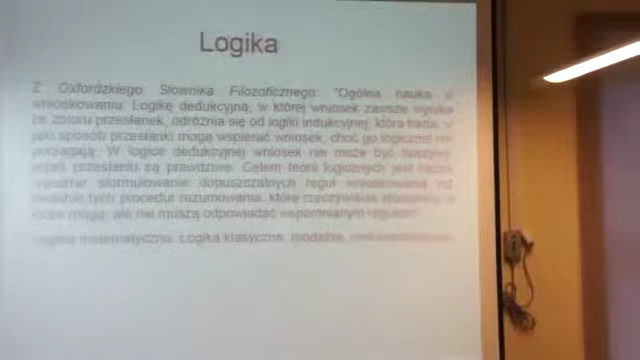 Logika
Z Oxfordzkiego Słownika Filozoficznego: "Ogólna nauka o
wnioskowaniu. Logikę dedukcyjną, w której wniosek zawsze wynika
ze zbioru przesłanek, odróżnia się od logiki indukcyjnej, która bada, w
jaki sposób przesłanki mogą wspierać wniosek, choć go logicznie nie
pociągają. W logice dedukcyjnej wniosek nie może być fałszywy,
jeżeli przesłanki są prawdziwe. Celem teorii logicznych jest
wyraźne sformułowanie dopuszczalnych reguł wnioskowania
tych procedur rozumowania, które rzeczywiście
które mogą, ale nie muszą odpowiadać wspomnianym regułom".
Logika matematyczna. Logika klasyczna, modalna,